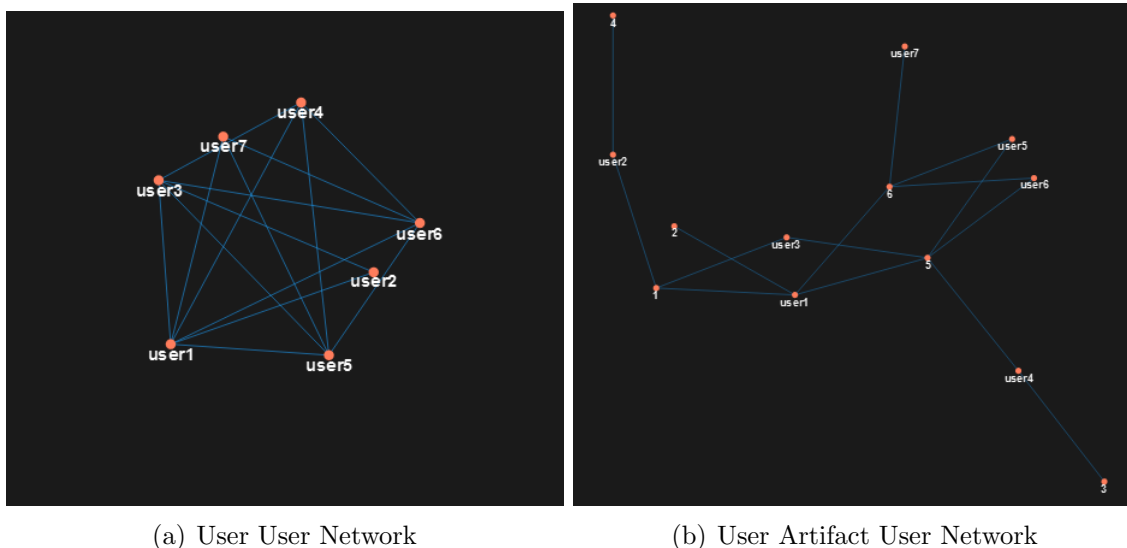 user4
user7
user3
user6
user2
user1
user5
4
user7
user2
user5
user6
6
2
user3
5
1
user1
user4
3
(a) User User Network
(b) User Artifact User Network